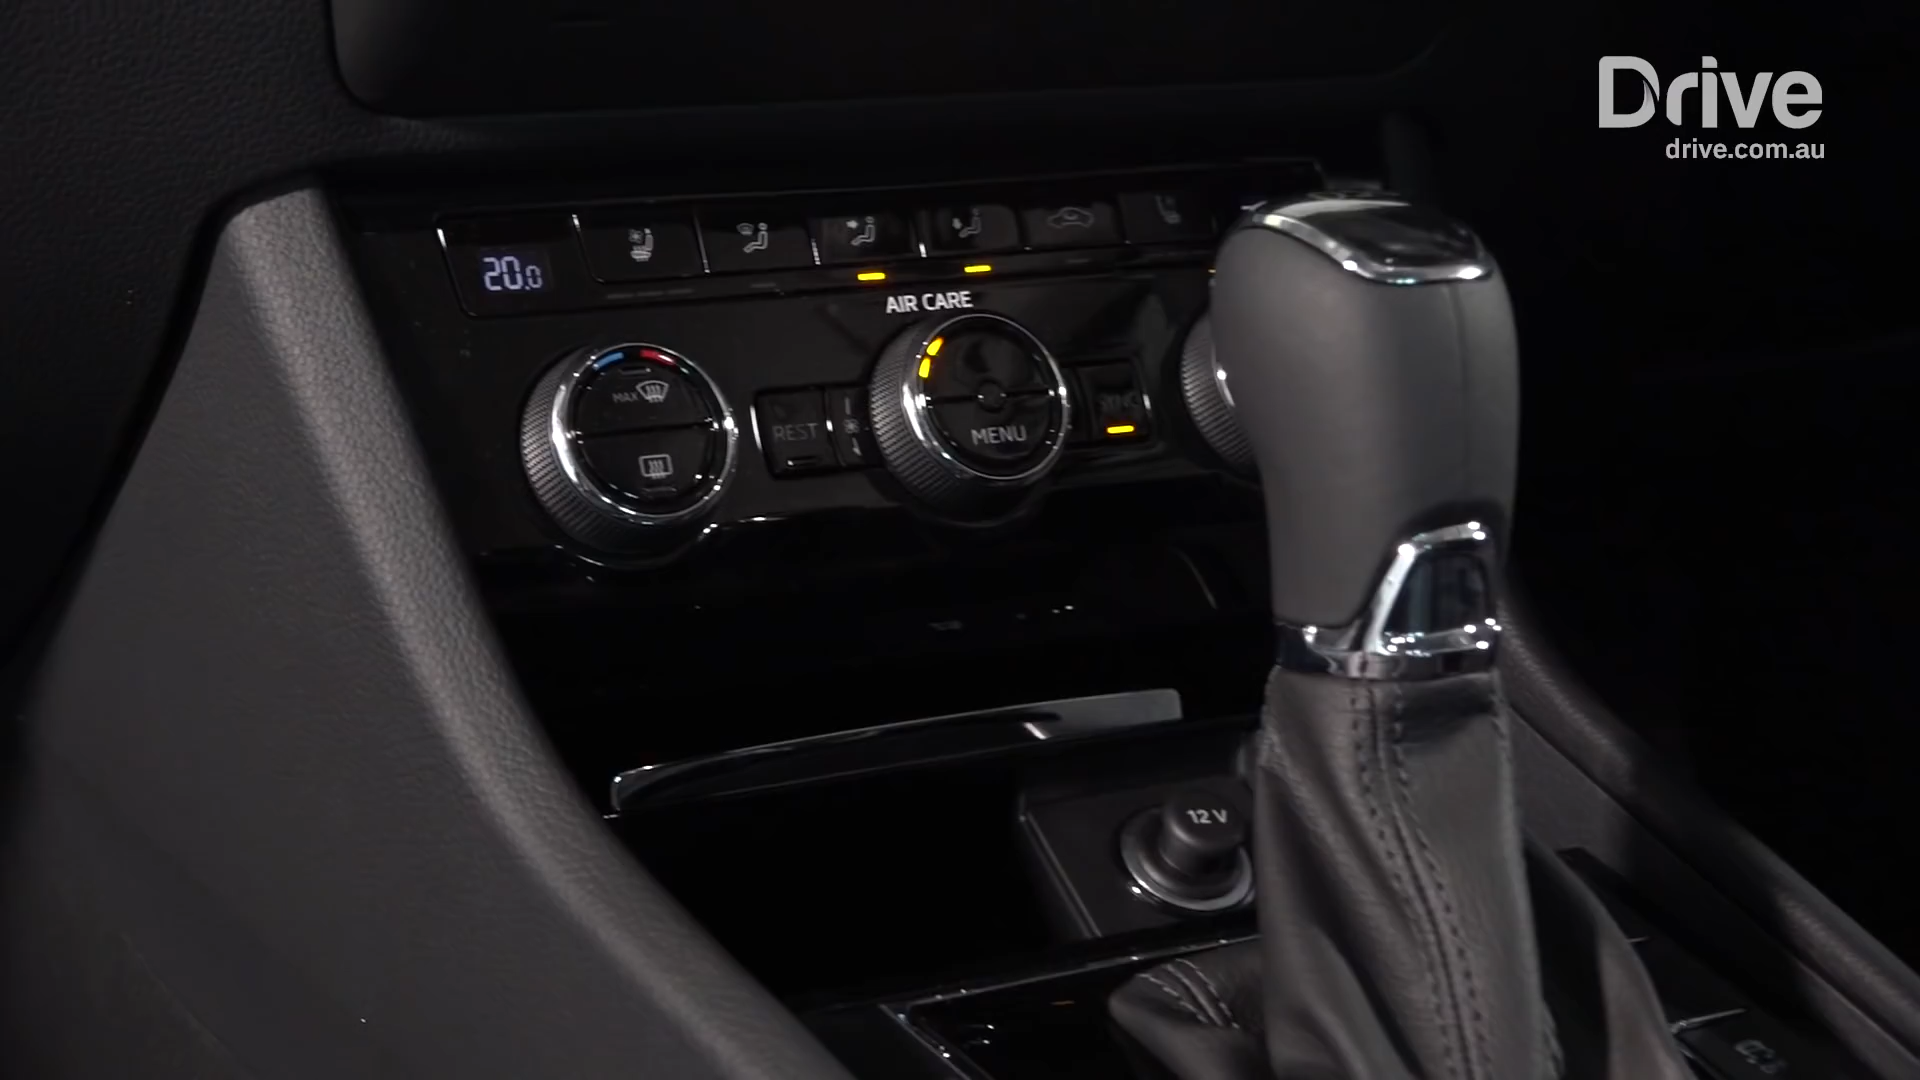 Drive
drive.com.au
20.0
AIR CARE
MAX
REST
MENU
SYNC
12V